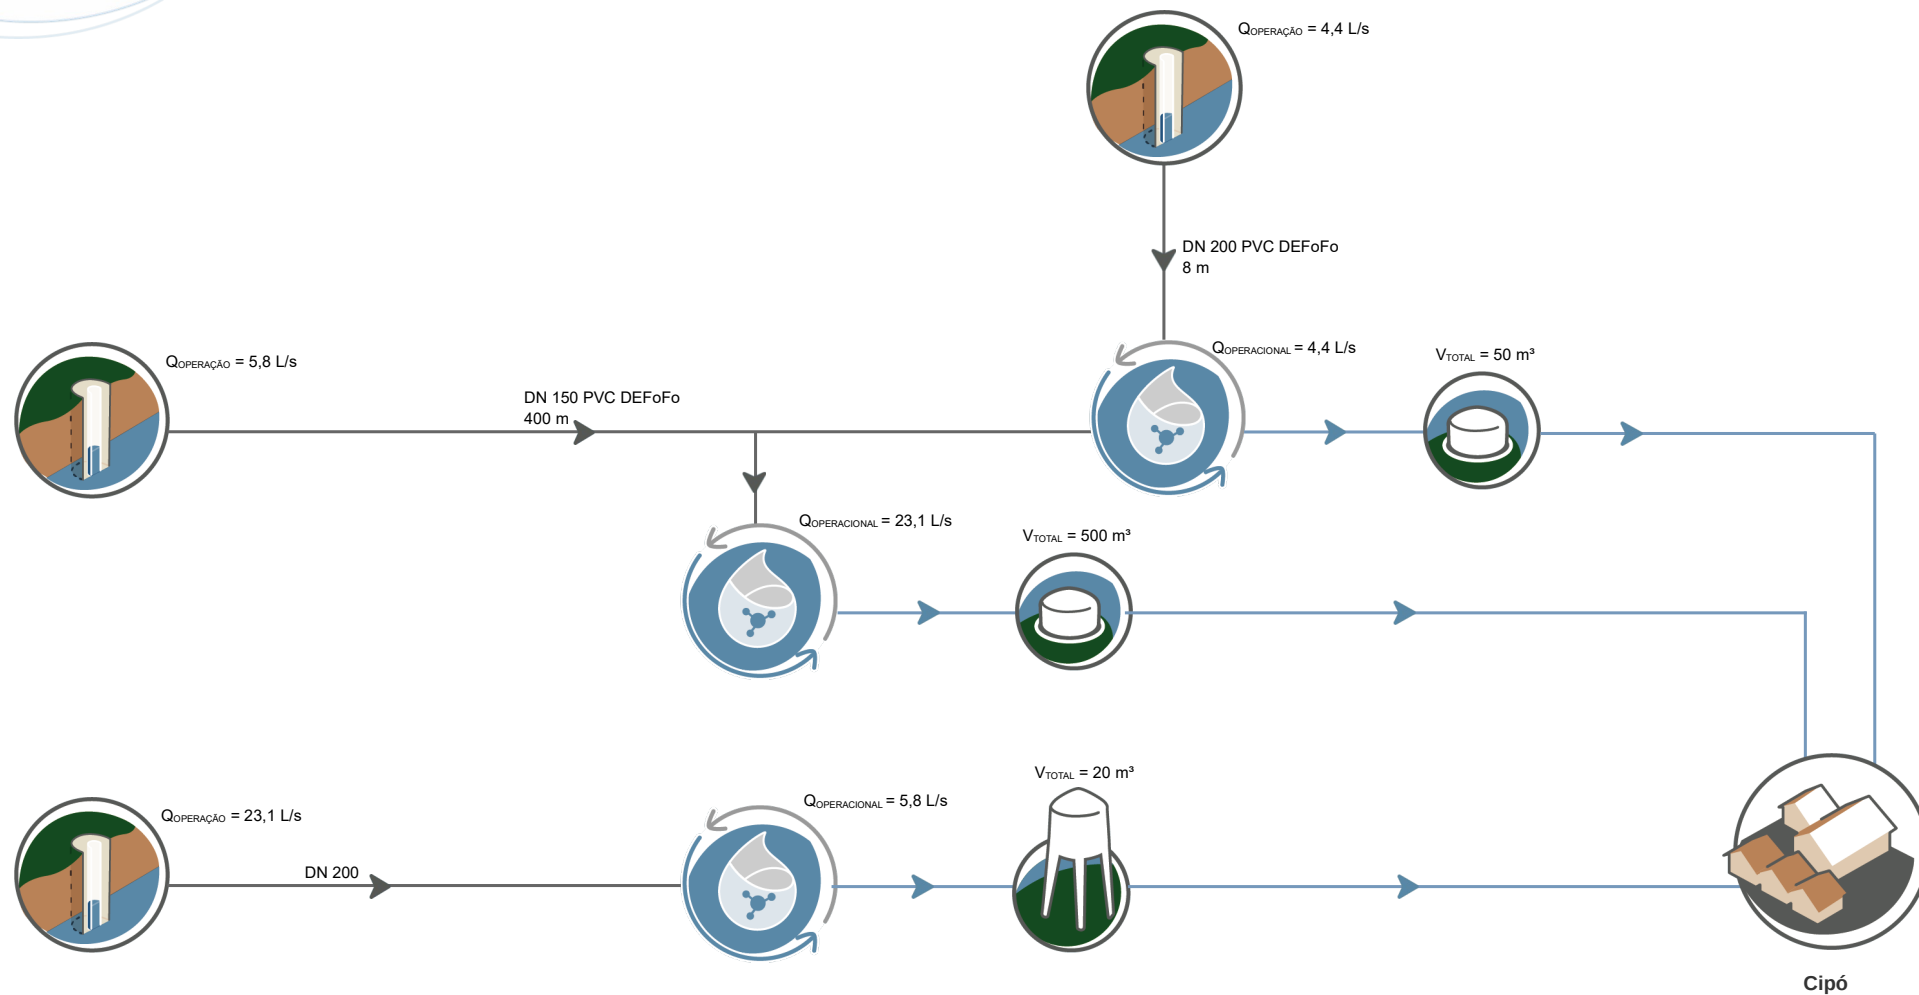 QOPERAÇÃO = 4,4 L/s
DN 200 PVC DEFoFo
8 m
QOPERACIONAL = 4,4 L/s
VTOTAL = 50 m³
QOPERAÇÃO = 5,8 L/s
DN 150 PVC DEFoFo
400 m
QOPERACIONAL = 23,1 L/s
VTOTAL = 500 m³
VTOTAL = 20 m³
QOPERACIONAL = 5,8 L/s
QOPERAÇÃO = 23,1 L/s
DN 200
Cipó